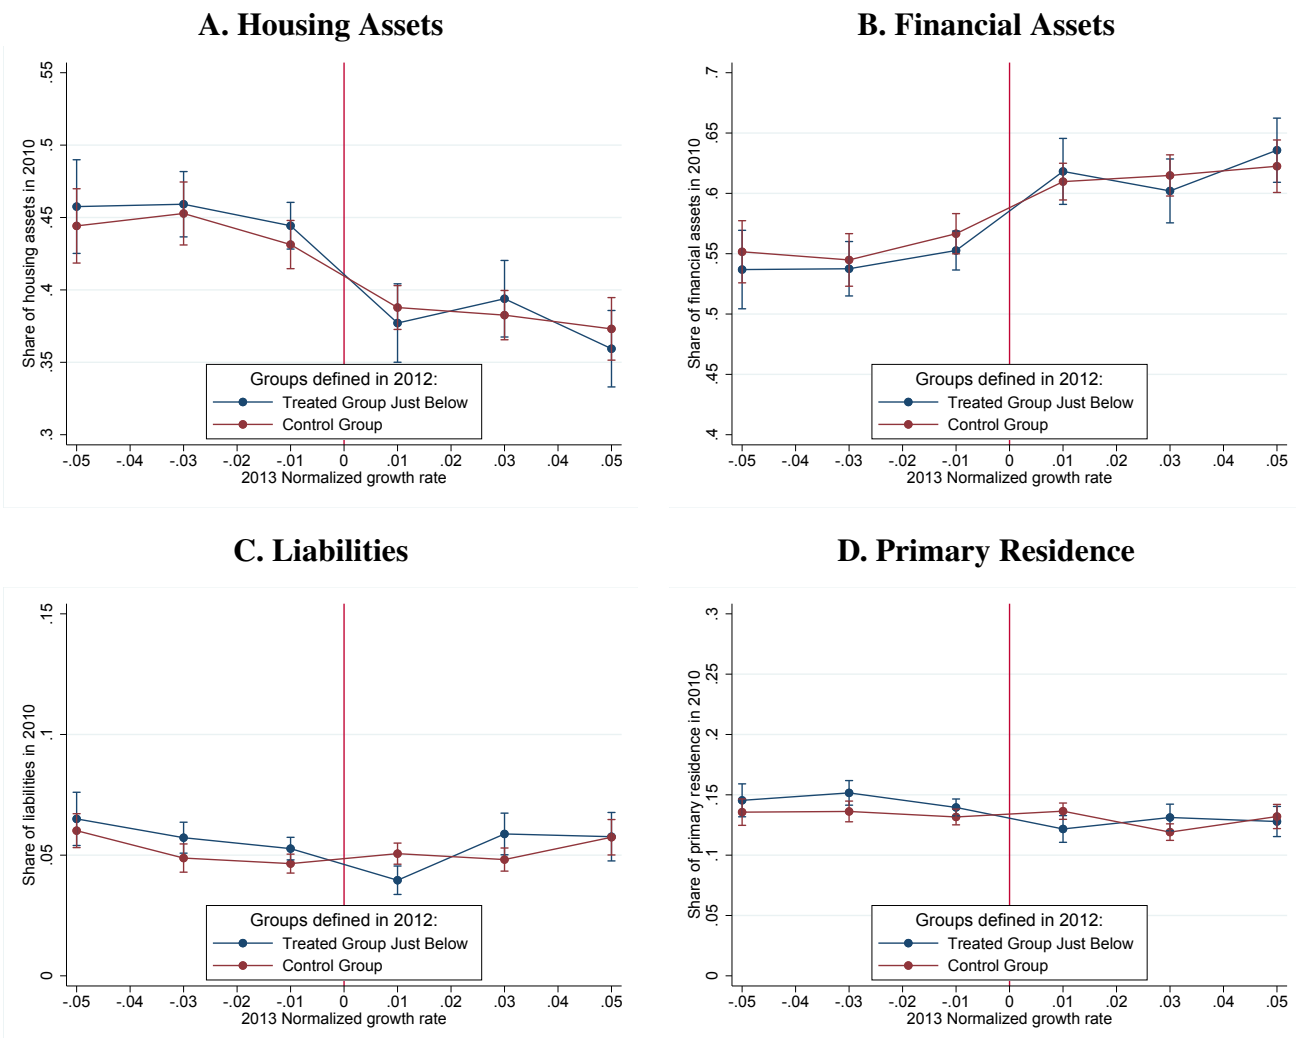 A. Housing Assets
Share of housing assets in 2010
.55
.5
.45
.4
.35
.3
Groups defined in 2012:
Treated Group Just Below
Control Group
-.05 -.04 -.03 -.02 -.01 0 .01 .02 .03 .04 .05
2013 Normalized growth rate
B. Financial Assets
Share of financial assets in 2010
.7
.65
.6
.55
.5
.45
.4
Groups defined in 2012:
Treated Group Just Below
Control Group
-.05 -.04 -.03 -.02 -.01 0 .01 .02 .03 .04 .05
2013 Normalized growth rate
C. Liabilities
Share of liabilities in 2010
.15
.1
.05
0
Groups defined in 2012:
Treated Group Just Below
Control Group
-.05 -.04 -.03 -.02 -.01 0 .01 .02 .03 .04 .05
2013 Normalized growth rate
D. Primary Residence
Share of primary residence in 2010
.3
.25
.2
.15
.1
.05
0
Groups defined in 2012:
Treated Group Just Below
Control Group
-.05 -.04 -.03 -.02 -.01 0 .01 .02 .03 .04 .05
2013 Normalized growth rate